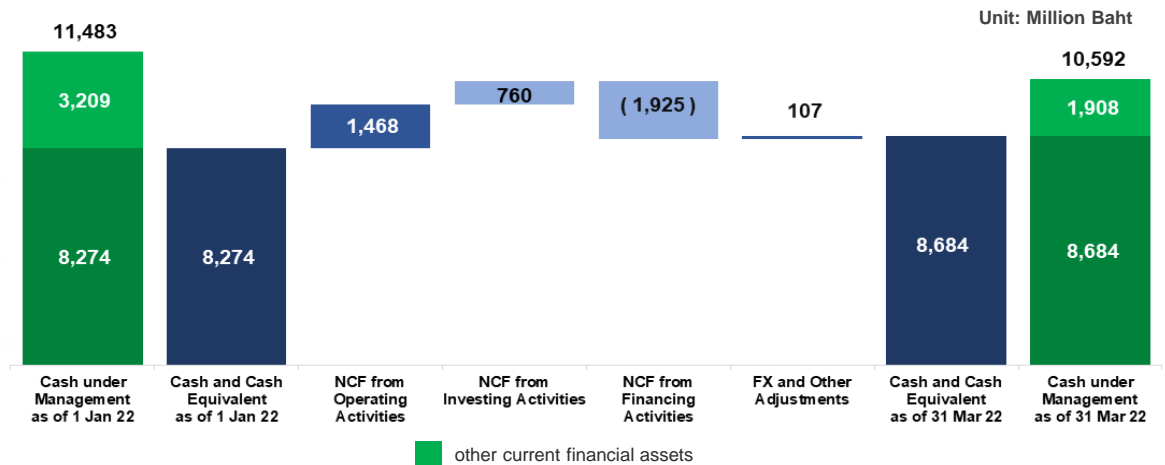 Unit: Million Baht
11,483
3,209
8,274
8,274
1,468
760
( 1,925 )
107
8,684
10,592
1,908
8,684
Cash under
Management
as of 1 Jan 22
Cash and Cash
Equivalent
as of 1 Jan 22
NCF from
Operating
Activities
NCF from
Investing Activities
NCF from
Financing
Activities
FX and Other
Adjustments
Cash and Cash
Equivalent
as of 31 Mar 22
Cash under
Management
as of 31 Mar 22
other current financial assets